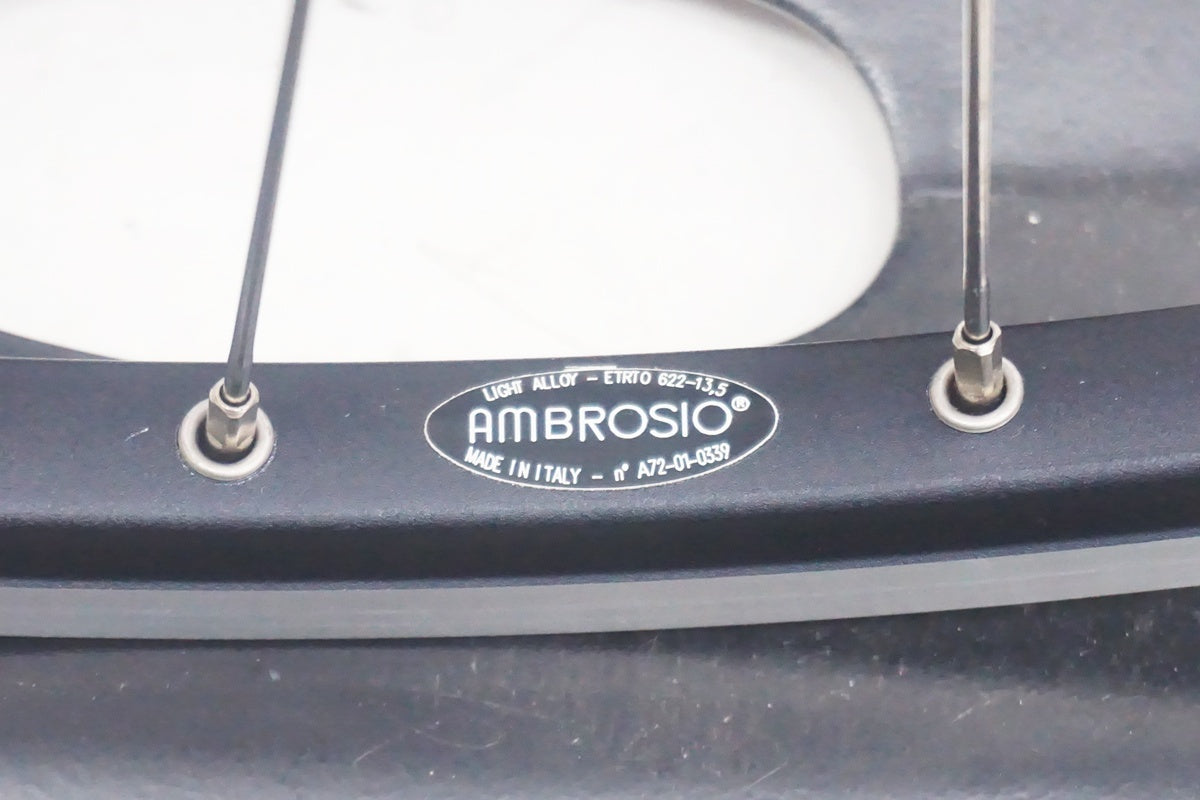 LIGHT ALLOY - ETRTO 622-13,5
AMBROSIO®
MADE IN ITALY - n° A72-01-0339